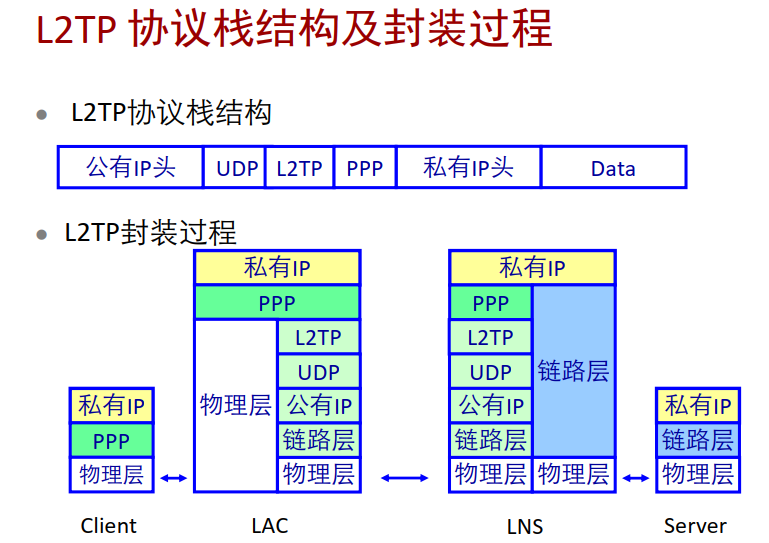 L2TP 协议栈结构及封装过程
L2TP协议栈结构
公有IP头 UDP L2TP PPP 私有IP头 Data
L2TP封装过程
私有IP 私有IP
PPP PPP
L2TP L2TP
UDP 链路层 UDP
私有IP 物理层 公有IP 公有IP 私有IP
PPP 链路层 链路层 链路层
物理层 物理层 物理层 物理层 物理层
Client LAC LNS Server